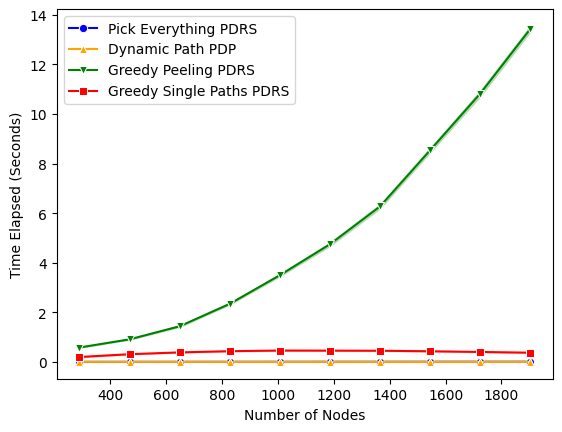 Pick Everything PDRS
Dynamic Path PDP
Greedy Peeling PDRS
Greedy Single Paths PDRS
14
12
10
8
6
4
2
0
Time Elapsed (Seconds)
400
600
800
1000
1200
1400
1600
1800
Number of Nodes